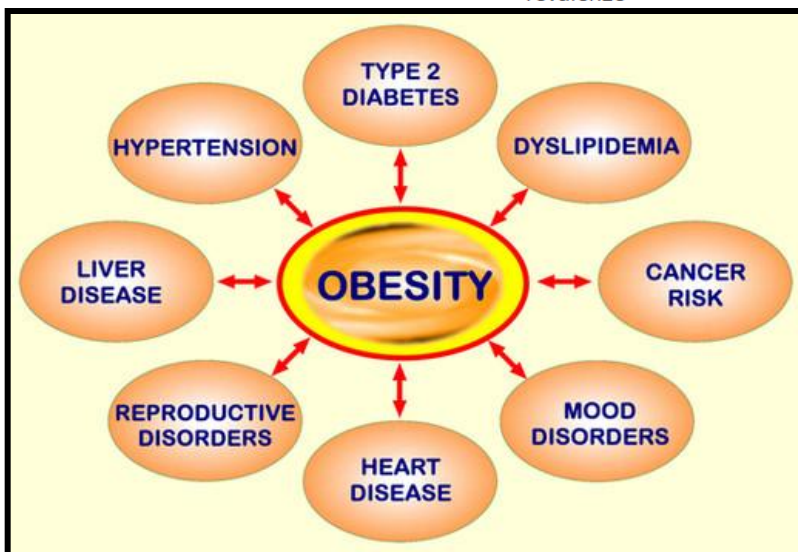 TYPE 2
DIABETES
HYPERTENSION
DYSLIPIDEMIA
LIVER
DISEASE
OBESITY
CANCER
RISK
REPRODUCTIVE
DISORDERS
MOOD
DISORDERS
HEART
DISEASE